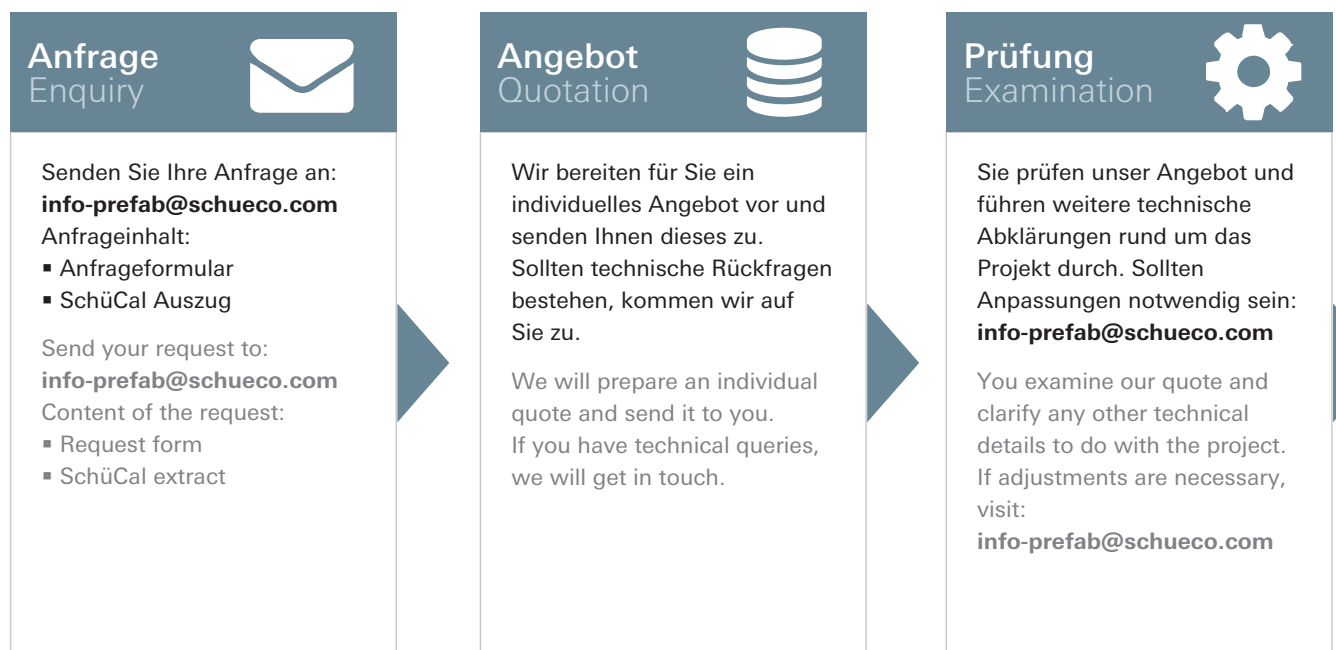 Anfrage
Enquiry
Senden Sie Ihre Anfrage an:
info-prefab@schueco.com
Anfrageinhalt:
▪ Anfrageformular
▪ SchüCal Auszug
Send your request to:
info-prefab@schueco.com
Content of the request:
▪ Request form
▪ SchüCal extract
Angebot
Quotation
Wir bereiten für Sie ein
individuelles Angebot vor und
senden Ihnen dieses zu.
Sollten technische Rückfragen
bestehen, kommen wir auf
Sie zu.
We will prepare an individual
quote and send it to you.
If you have technical queries,
we will get in touch.
Prüfung
Examination
Sie prüfen unser Angebot und
führen weitere technische
Abklärungen rund um das
Projekt durch. Sollten
Anpassungen notwendig sein:
info-prefab@schueco.com
You examine our quote and
clarify any other technical
details to do with the project.
If adjustments are necessary,
visit:
info-prefab@schueco.com